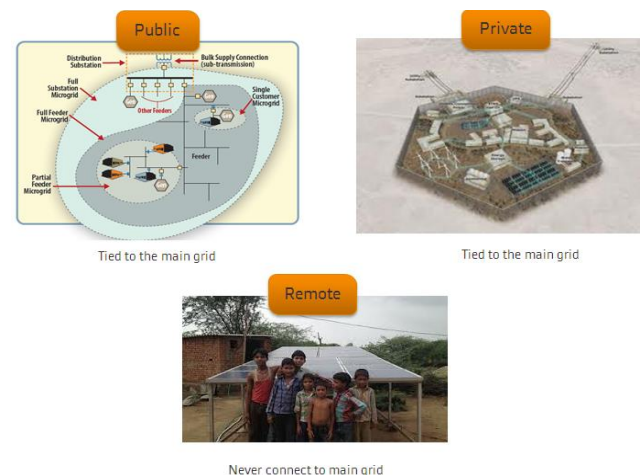 Public
Distribution
Substation
Bulk Supply Connection
(sub-transmission)
Full
Substation
Microgrid
Single
Customer
Microgrid
Other Feeders
Full Feeder
Microgrid
Feeder
Partial
Feeder
Microgrid
Tied to the main grid
Private
Tied to the main grid
Remote
Never connect to main grid